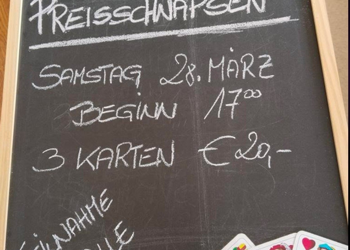 PREISSCHNAPSEN
SAMSTAG 28. MÄRZ
BEGINN 17⁰⁰
3 KARTEN € 20,-